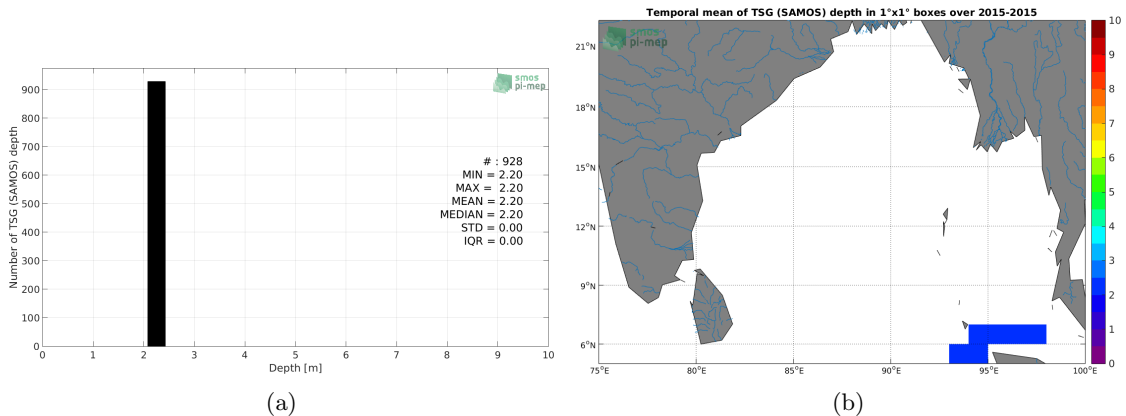 smos
pi-mep
Number of TSG (SAMOS) depth
900
800
700
600
500
400
300
200
100
0
# : 928
MIN = 2.20
MAX = 2.20
MEAN = 2.20
MEDIAN = 2.20
STD = 0.00
IQR = 0.00
0 1 2 3 4 5 6 7 8 9 10
Depth [m]
(a)
Temporal mean of TSG (SAMOS) depth in 1°x1° boxes over 2015-2015
smos
pi-mep
21°N
18°N
15°N
12°N
9°N
6°N
75°E 80°E 85°E 90°E 95°E 100°E
10
9
8
7
6
5
4
3
2
1
0
(b)